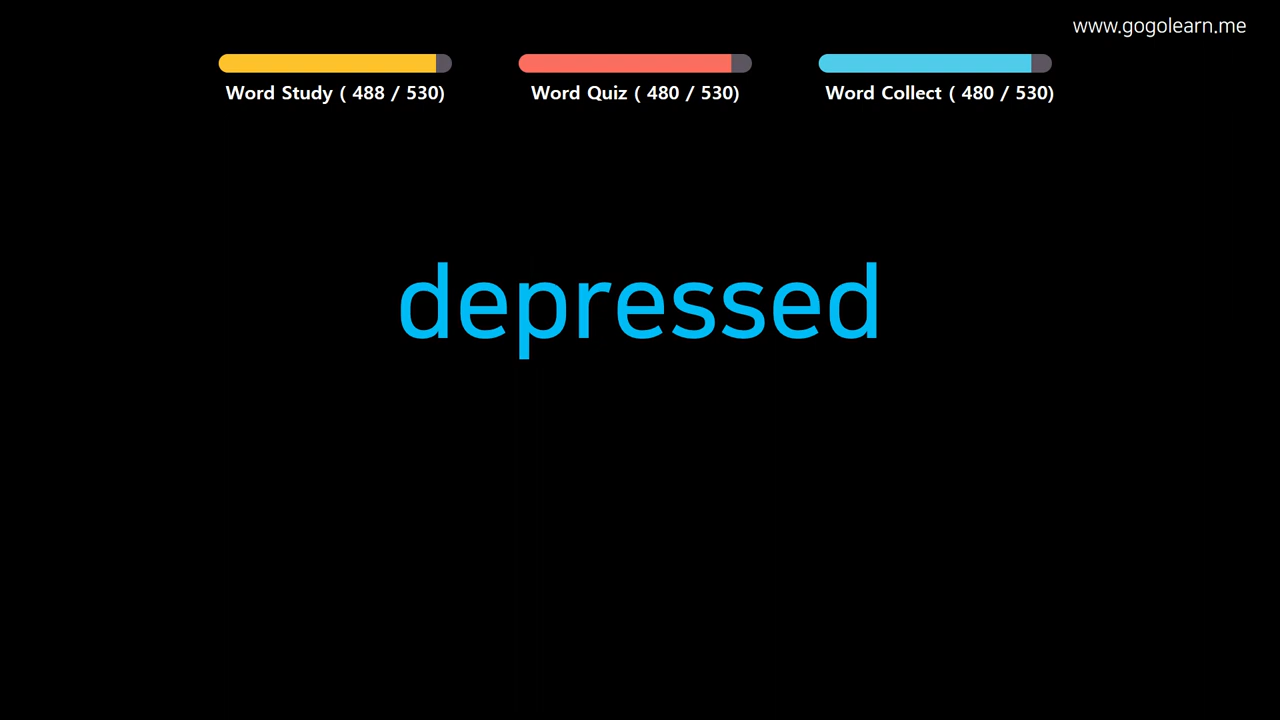 www.gogolearn.me
Word Study ( 488 / 530)
Word Quiz ( 480 / 530)
Word Collect ( 480 / 530)
depressed